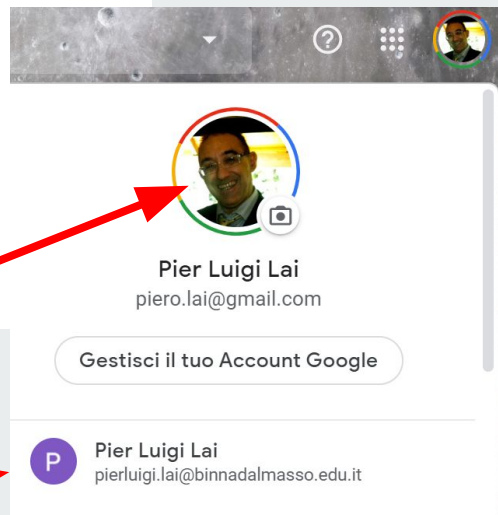 Pier Luigi Lai
piero.lai@gmail.com
Gestisci il tuo Account Google
P
Pier Luigi Lai
pierluigi.lai@binnadalmasso.edu.it